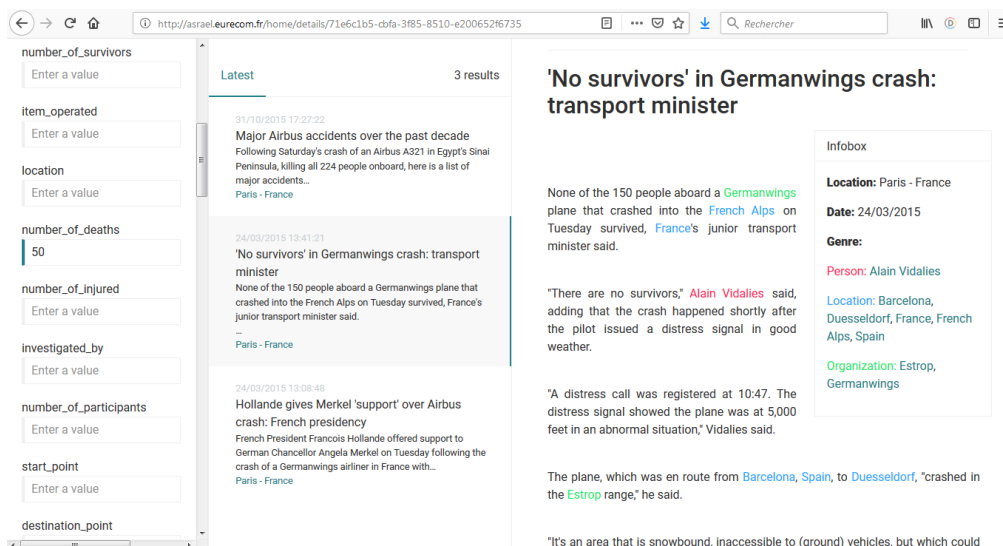 http://asrael.eurecom.fr/home/details/71e6c1b5-cbfa-3f85-8510-e200652f6735
Rechercher
number_of_survivors
Enter a value
item_operated
Enter a value
location
Enter a value
number_of_deaths
50
number_of_injured
Enter a value
investigated_by
Enter a value
number_of_participants
Enter a value
start_point
Enter a value
destination_point
Latest
3 results
31/10/2015 17:27:22
Major Airbus accidents over the past decade
Following Saturday's crash of an Airbus A321 in Egypt's Sinai
Peninsula, killing all 224 people onboard, here is a list of
major accidents...
Paris - France
24/03/2015 13:41:21
'No survivors' in Germanwings crash: transport
minister
None of the 150 people aboard a Germanwings plane that
crashed into the French Alps on Tuesday survived, France's
junior transport minister said.
...
Paris - France
24/03/2015 13:08:48
Hollande gives Merkel 'support' over Airbus
crash: French presidency
French President Francois Hollande offered support to
German Chancellor Angela Merkel on Tuesday following the
crash of a Germanwings airliner in France with...
Paris - France
'No survivors' in Germanwings crash:
transport minister
None of the 150 people aboard a Germanwings
plane that crashed into the French Alps on
Tuesday survived, France's junior transport
minister said.
"There are no survivors," Alain Vidalies said,
adding that the crash happened shortly after
the pilot issued a distress signal in good
weather.
"A distress call was registered at 10:47. The
distress signal showed the plane was at 5,000
feet in an abnormal situation," Vidalies said.
The plane, which was en route from Barcelona, Spain, to Duesseldorf, "crashed in
the Estrop range," he said.
"It's an area that is snowbound, inaccessible to (ground) vehicles, but which could
Infobox
Location: Paris - France
Date: 24/03/2015
Genre:
Person: Alain Vidalies
Location: Barcelona,
Duesseldorf, France, French
Alps, Spain
Organization: Estrop,
Germanwings